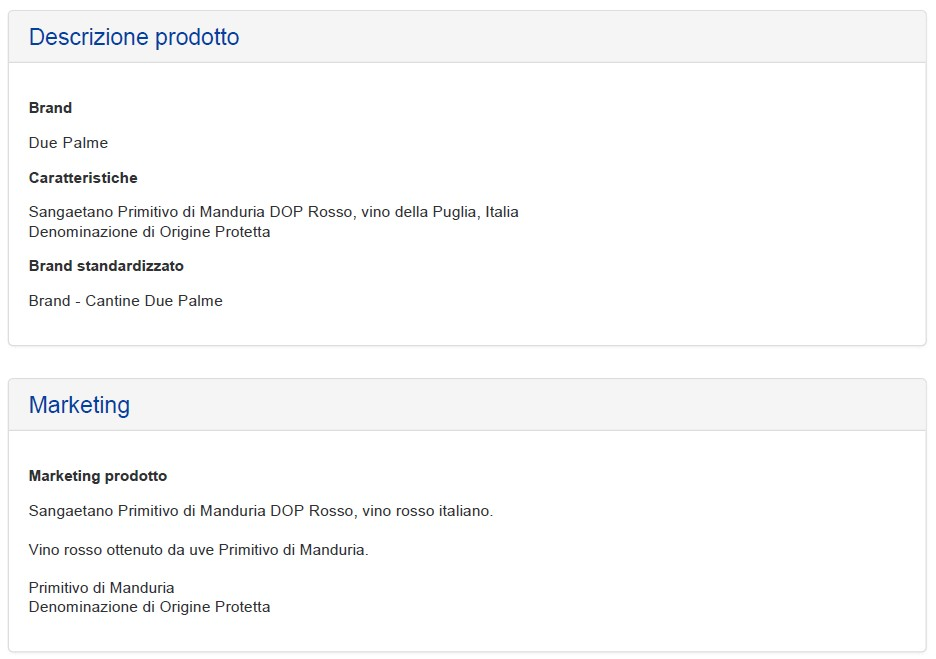 Descrizione prodotto
Brand
Due Palme
Caratteristiche
Sangaetano Primitivo di Manduria DOP Rosso, vino della Puglia, Italia
Denominazione di Origine Protetta
Brand standardizzato
Brand - Cantine Due Palme
Marketing
Marketing prodotto
Sangaetano Primitivo di Manduria DOP Rosso, vino rosso italiano.
Vino rosso ottenuto da uve Primitivo di Manduria.
Primitivo di Manduria
Denominazione di Origine Protetta